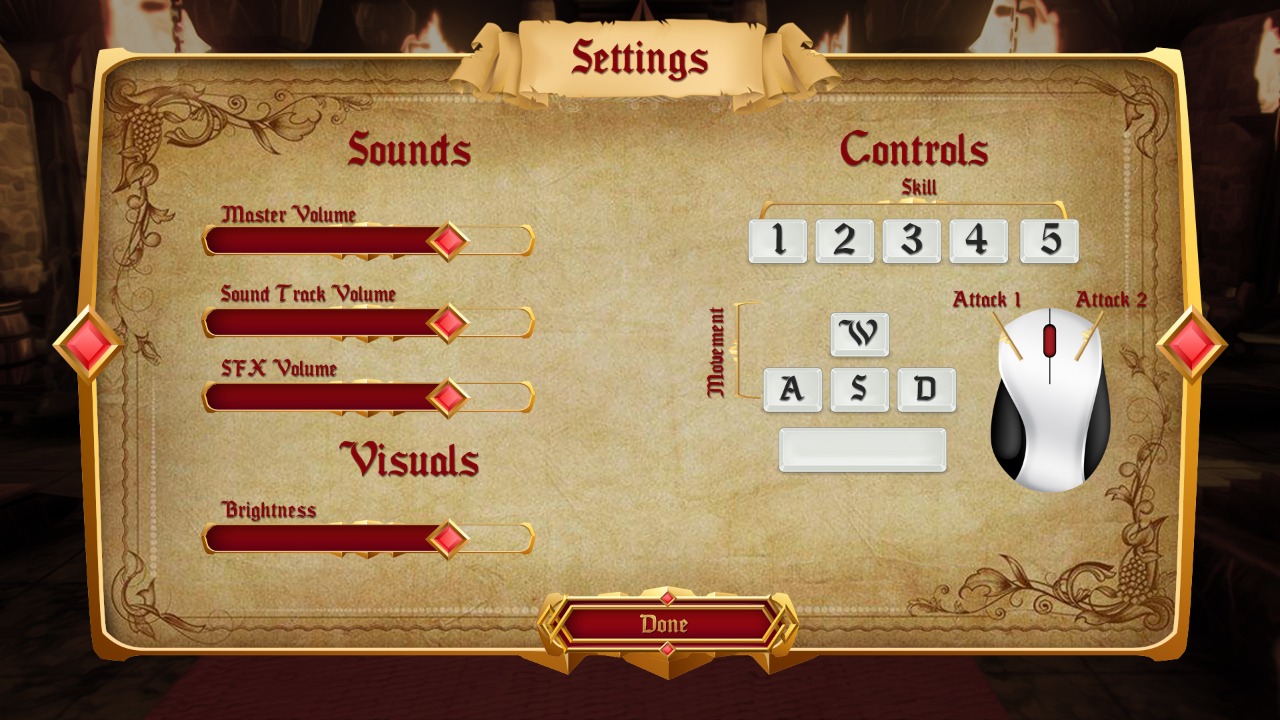 Settings
Sounds
Master Volume
Sound Track Volume
SFX Volume
Visuals
Brightness
Controls
Skill
1 2 3 4 5
Movement
W
A S D
Attack 1
Attack 2
Done